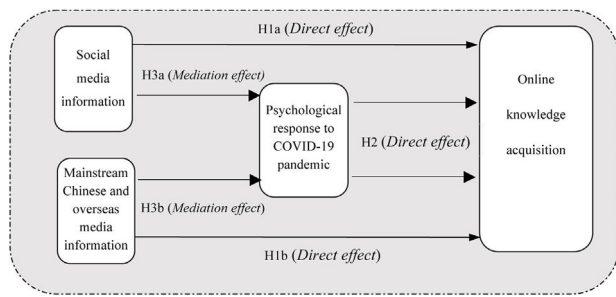 H1a (Direct effect)
Social
media
information
H3a (Mediation effect)
Psychological
response to
COVID-19
pandemic
H2 (Direct effect)
Online
knowledge
acquisition
Mainstream
Chinese and
overseas
media
information
H3b (Mediation effect)
H1b (Direct effect)